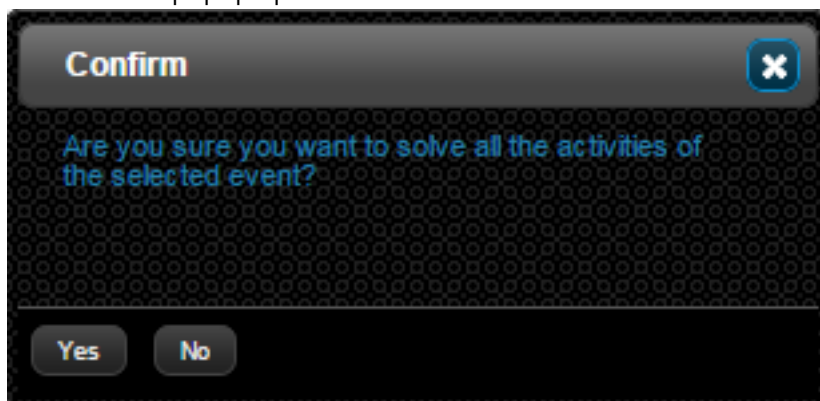 Confirm
Are you sure you want to solve all the activities of
the selected event?
Yes No